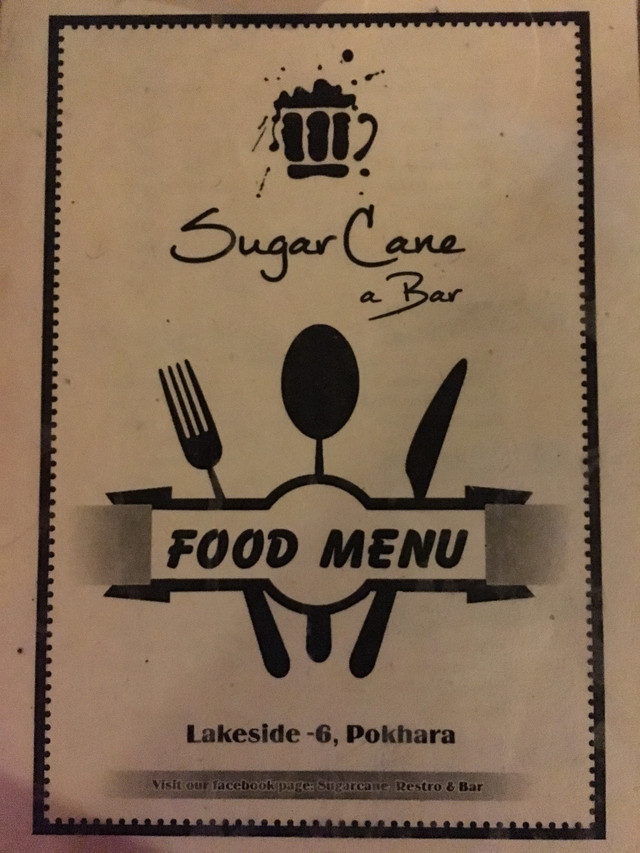 Sugar Cane
a Bar
FOOD MENU
Lakeside -6, Pokhara
Visit our facebook page: Sugarcane Restro & Bar